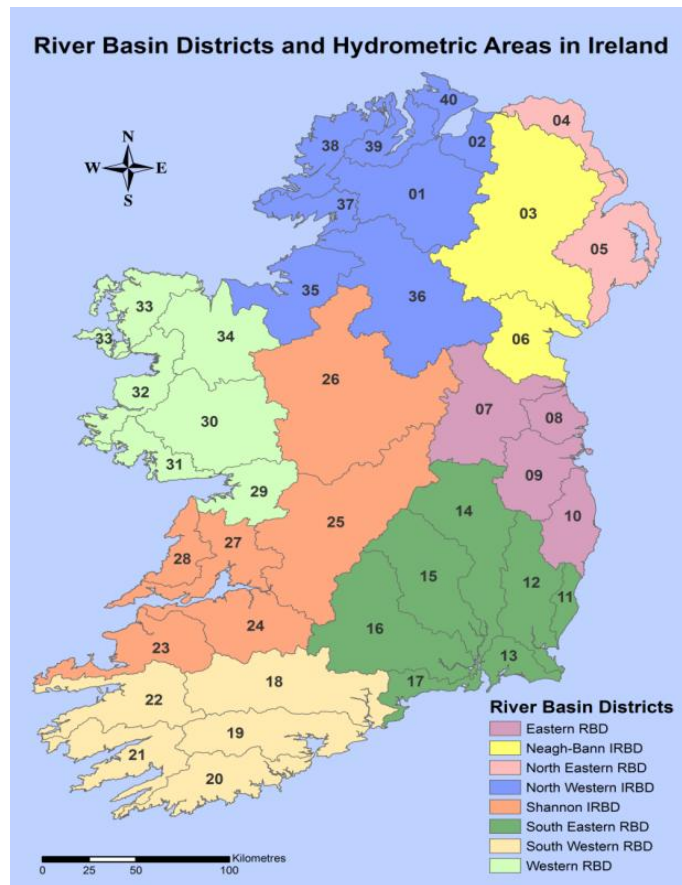 River Basin Districts and Hydrometric Areas in Ireland
N
W E
S
40
04
02
38
39
01
03
37
05
35
36
33
34
33
06
26
32
07
08
30
31
09
29
14
10
25
27
28
12
15
11
24
16
23
13
17
18
22
19
21
20
River Basin Districts
Eastern RBD
Neagh-Bann IRBD
North Eastern RBD
North Western IRBD
Shannon IRBD
South Eastern RBD
South Western RBD
Western RBD
Kilometres
0 25 50 100